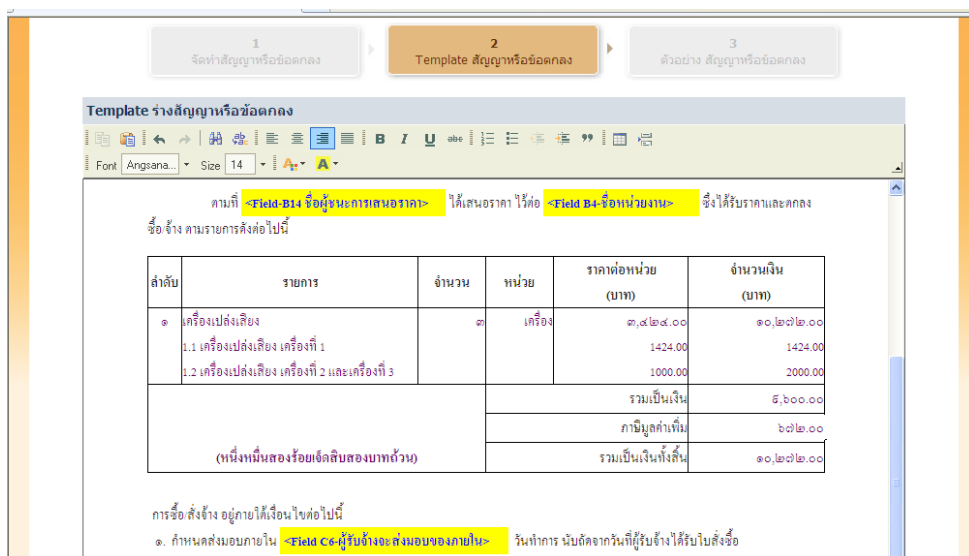 1
จัดทำสัญญาหรือข้อตกลง
2
Template สัญญาหรือข้อตกลง
3
ตัวอย่าง สัญญาหรือข้อตกลง
Template ร่างสัญญาหรือข้อตกลง
B I U abc
Font Angsana... Size 14 A A
ตามที่ <Field-B14 ชื่อผู้ชนะการเสนอราคา> ได้เสนอราคา ไว้ต่อ <Field B4-ชื่อหน่วยงาน> ซึ่งได้รับราคาและตกลง
ซื้อ/จ้าง ตามรายการดังต่อไปนี้
ลำดับ รายการ จำนวน หน่วย ราคาต่อหน่วย (บาท) จำนวนเงิน (บาท)
๑ เครื่องเปล่งเสียง ๓ เครื่อง ๓,๔๒๔.๐๐ ๑๐,๒๗๒.๐๐
1.1 เครื่องเปล่งเสียง เครื่องที่ 1 1424.00 1424.00
1.2 เครื่องเปล่งเสียง เครื่องที่ 2 และเครื่องที่ 3 1000.00 2000.00
รวมเป็นเงิน ๙,๖๐๐.๐๐
ภาษีมูลค่าเพิ่ม ๖๗๒.๐๐
(หนึ่งหมื่นสองร้อยเจ็ดสิบสองบาทถ้วน) รวมเป็นเงินทั้งสิ้น ๑๐,๒๗๒.๐๐
การซื้อ/สั่งจ้าง อยู่ภายใต้เงื่อนไขต่อไปนี้
๑. กำหนดส่งมอบภายใน <Field C6-ผู้รับจ้างจะส่งมอบของภายใน> วันทำการ นับถัดจากวันที่ผู้รับจ้างได้รับใบสั่งซื้อ